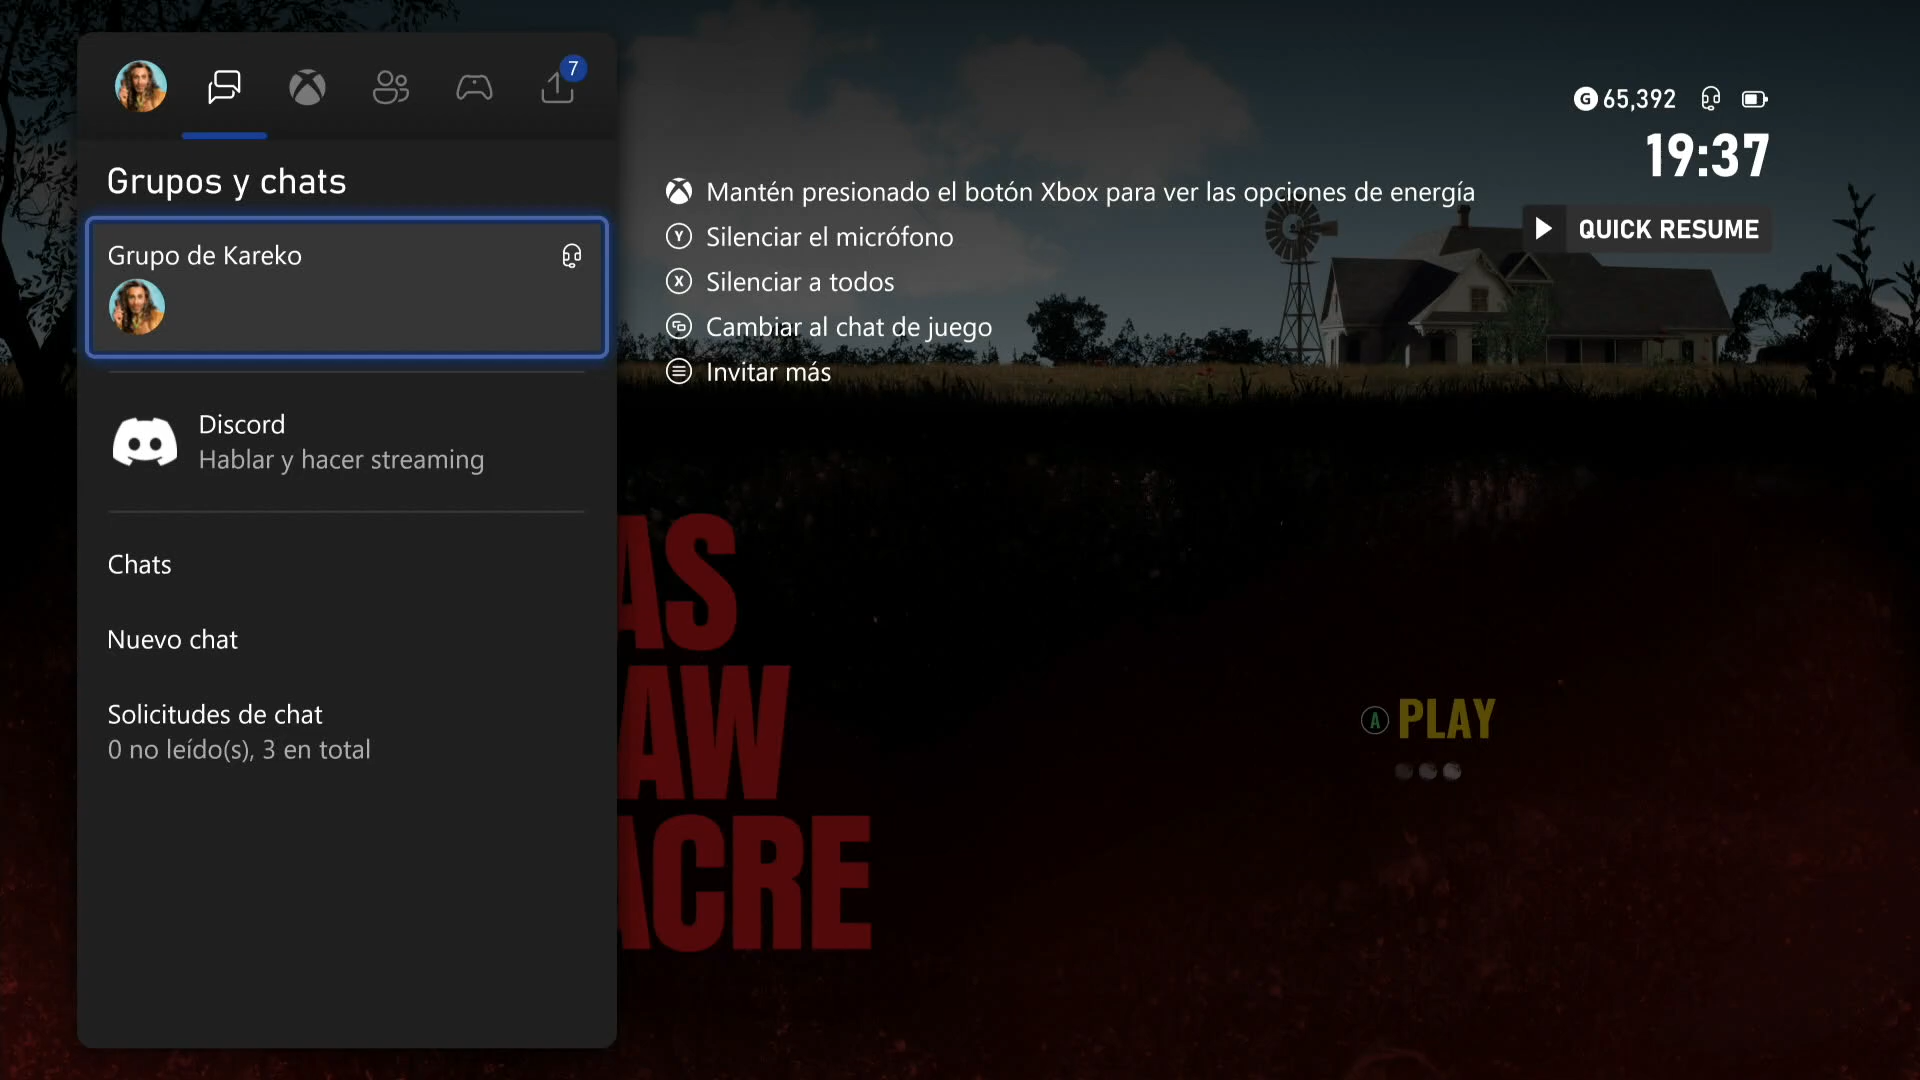 7
Grupos y chats
Grupo de Kareko
Discord
Hablar y hacer streaming
Chats
Nuevo chat
Solicitudes de chat
0 no leído(s), 3 en total
Mantén presionado el botón Xbox para ver las opciones de energía
Y Silenciar el micrófono
X Silenciar a todos
Cambiar al chat de juego
Invitar más
G 65,392
19:37
QUICK RESUME
AS
AW
ACRE
A PLAY